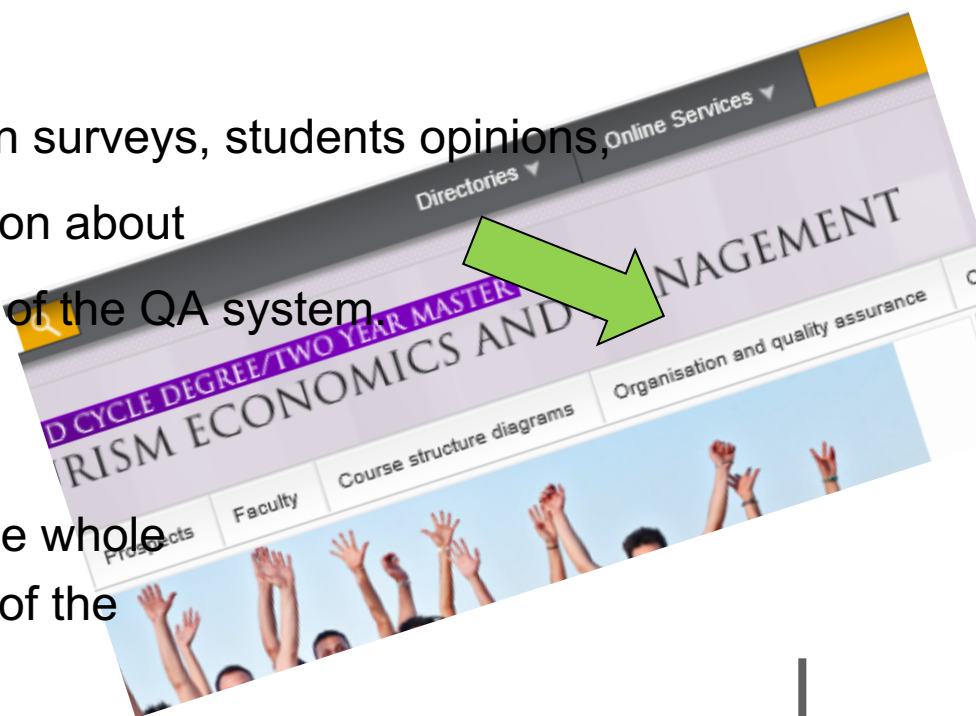 n surveys, students opinions,
on about
of the QA system.
e whole
of the
Directories
Online Services
D CYCLE DEGREE/TWO YEAR MASTER
RISM ECONOMICS AND NAGEMENT
Prospects
Faculty
Course structure diagrams
Organisation and quality assurance